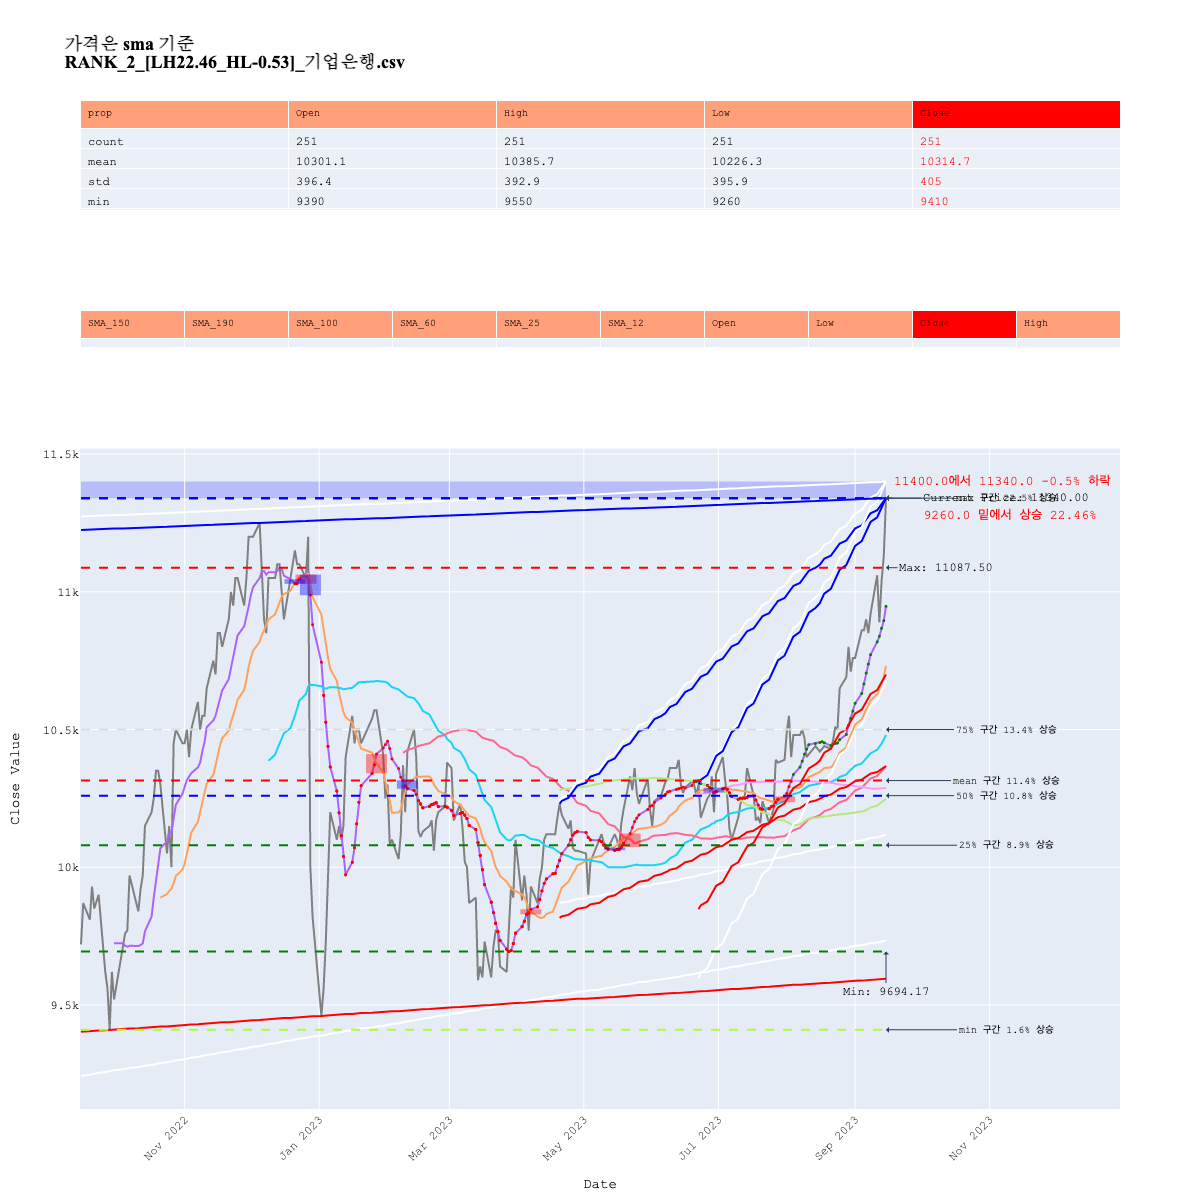 가격은 sma 기준
RANK_2_[LH22.46_HL-0.53]_기업은행.csv
prop Open High Low Close
count 251 251 251 251
mean 10301.1 10385.7 10226.3 10314.7
std 396.4 392.9 395.9 405
min 9390 9550 9260 9410
SMA_150 SMA_190 SMA_100 SMA_60 SMA_25 SMA_12 Open Low Close High
11.5k
11400.0에서 11340.0 -0.5% 하락
9260.0 밑에서 상승 22.46%
Max: 11087.50
11k
10.5k
75% 구간 13.4% 상승
mean 구간 11.4% 상승
50% 구간 10.8% 상승
25% 구간 8.9% 상승
10k
Min: 9694.17
9.5k
min 구간 1.6% 상승
Close Value
Nov 2022
Jan 2023
Mar 2023
May 2023
Jul 2023
Sep 2023
Nov 2023
Date